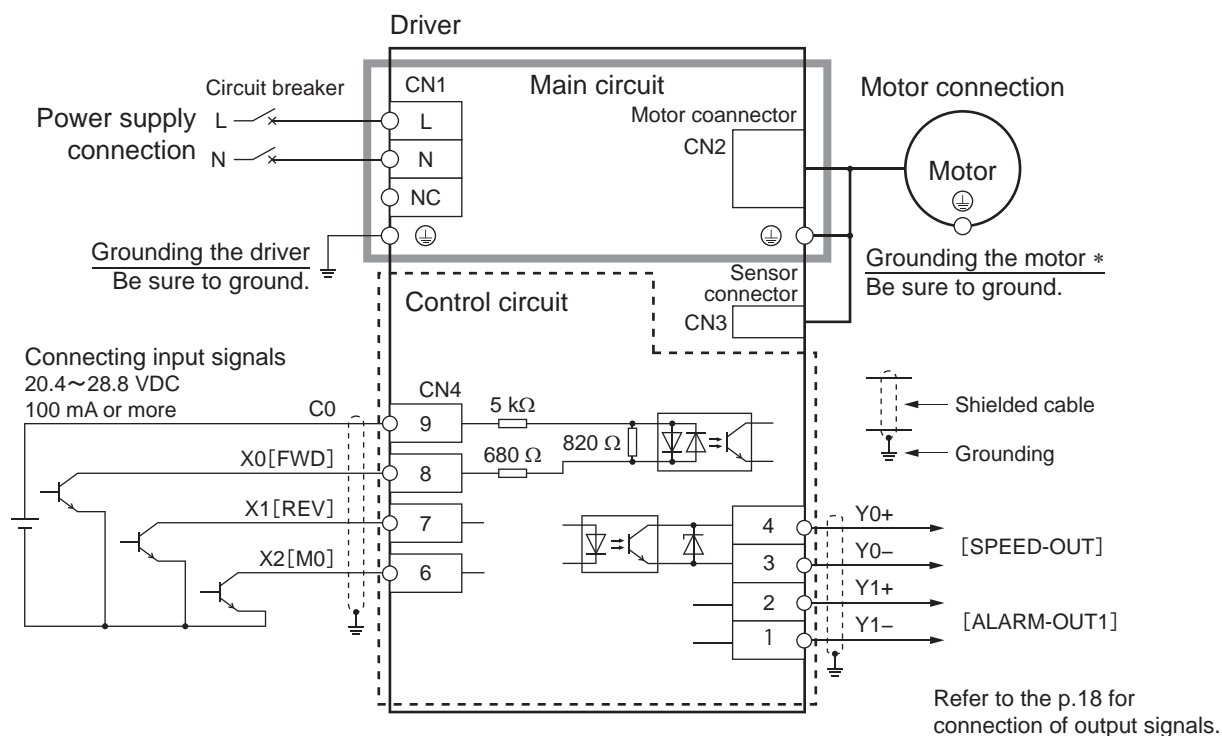 Driver
Circuit breaker
Power supply
connection
L
N
CN1
L
N
NC
Main circuit
Motor coannector
CN2
Motor connection
Motor
Grounding the driver
Be sure to ground.
Grounding the motor *
Be sure to ground.
Sensor
connector
CN3
Control circuit
Connecting input signals
20.4～28.8 VDC
100 mA or more
C0
X0[FWD]
X1[REV]
X2[M0]
CN4
9
8
7
6
5 kΩ
680 Ω
820 Ω
Shielded cable
Grounding
4
3
2
1
Y0+
Y0−
Y1+
Y1−
[SPEED-OUT]
[ALARM-OUT1]
Refer to the p.18 for
connection of output signals.